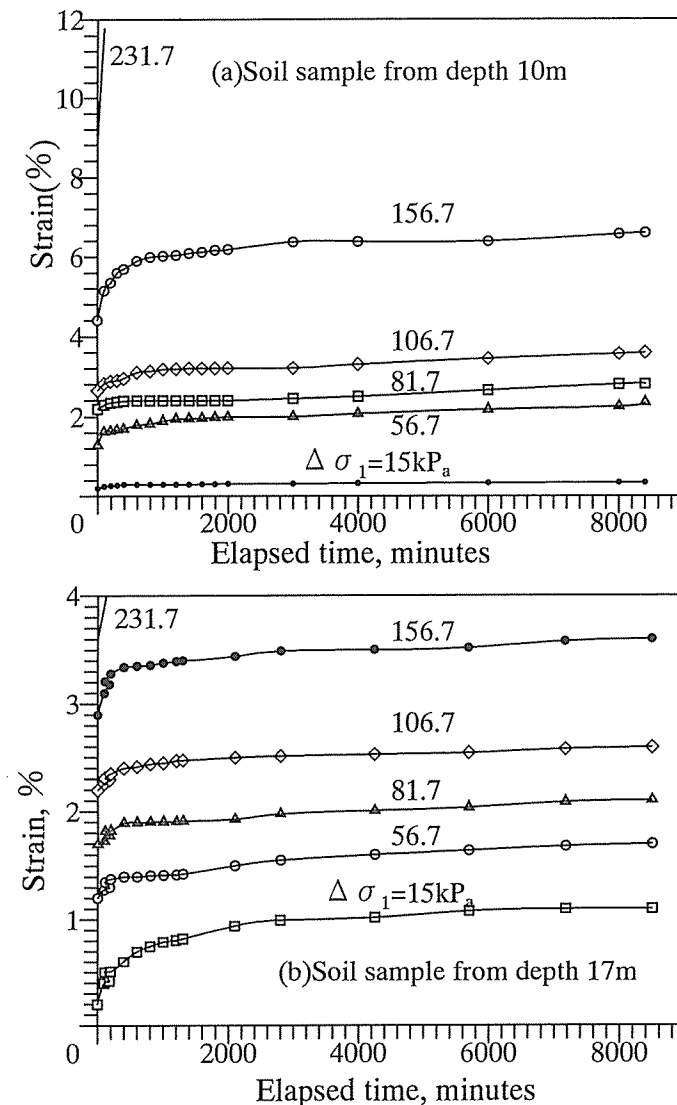 12
231.7
(a)Soil sample from depth 10m
10
8
Strain(%)
156.7
6
106.7
4
81.7
2
56.7
Δ σ1=15kPa
0 2000 4000 6000 8000
Elapsed time, minutes
4
231.7
156.7
3
106.7
Strain, %
81.7
2
56.7
Δ σ1=15kPa
1
(b)Soil sample from depth 17m
0 2000 4000 6000 8000
Elapsed time, minutes